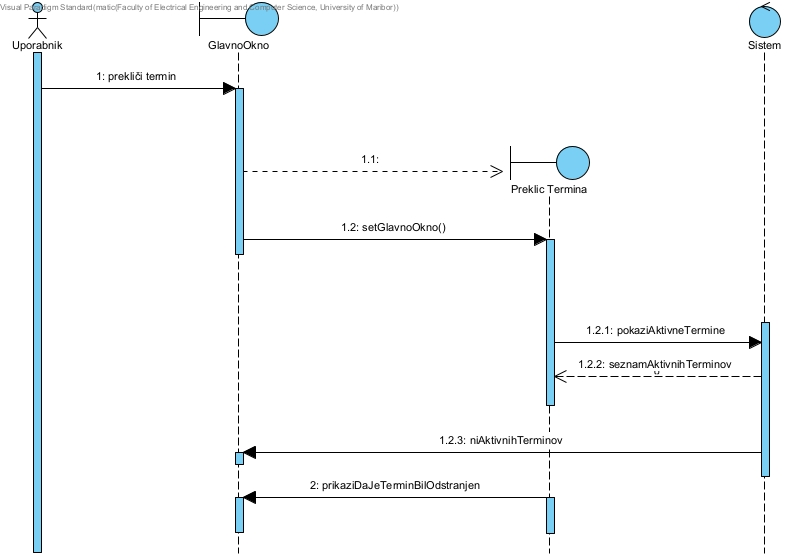 Visual Paradigm Standard(matic(Faculty of Electrical Engineering and Computer Science, University of Maribor))
Uporabnik
GlavnoOkno
Sistem
1: prekliči termin
1.1:
Preklic Termina
1.2: setGlavnoOkno()
1.2.1: pokaziAktivneTermine
1.2.2: seznamAktivnihTerminov
1.2.3: niAktivnihTerminov
2: prikaziDaJeTerminBilOdstranjen